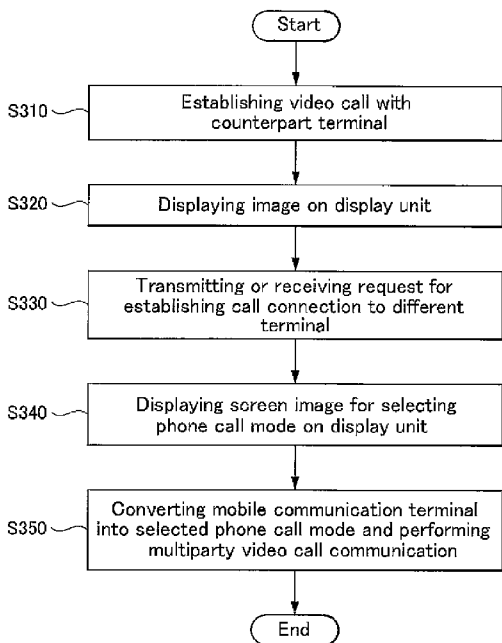 Start
S310
Establishing video call with
counterpart terminal
S320
Displaying image on display unit
S330
Transmitting or receiving request for
establishing call connection to different
terminal
S340
Displaying screen image for selecting
phone call mode on display unit
S350
Converting mobile communication terminal
into selected phone call mode and performing
multiparty video call communication
End